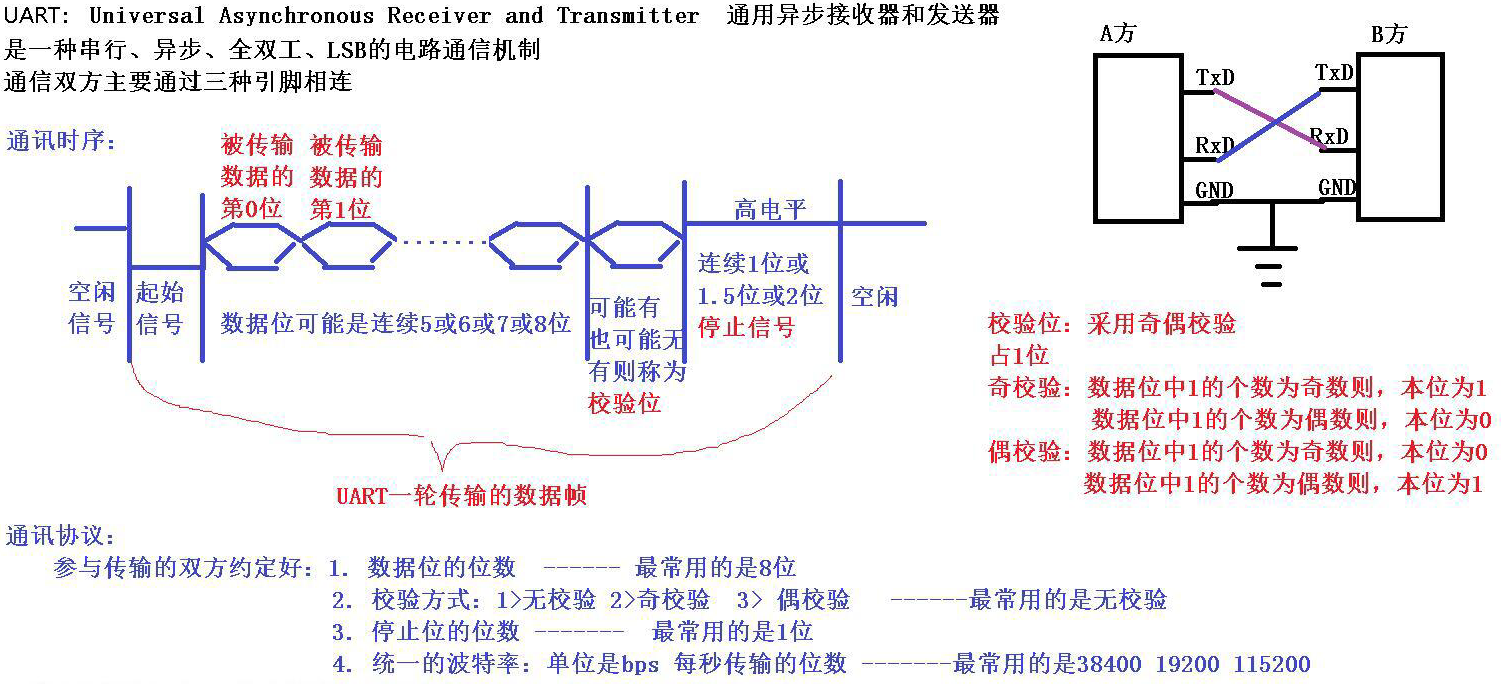 UART: Universal Asynchronous Receiver and Transmitter 通用异步接收器和发送器
是一种串行、异步、全双工、LSB的电路通信机制
通信双方主要通过三种引脚相连
A方
B方
TxD
TxD
RxD
RxD
GND
GND
通讯时序：
被传输
数据的
第0位
被传输
数据的
第1位
高电平
空闲
信号
起始
信号
数据位可能是连续5或6或7或8位
可能有
也可能无
有则称为
校验位
连续1位或
1.5位或2位
停止信号
空闲
UART一轮传输的数据帧
校验位：采用奇偶校验
占1位
奇校验：数据位中1的个数为奇数则，本位为1
数据位中1的个数为偶数则，本位为0
偶校验：数据位中1的个数为奇数则，本位为0
数据位中1的个数为偶数则，本位为1
通讯协议：
参与传输的双方约定好：1. 数据位的位数 ------ 最常用的是8位
2. 校验方式：1>无校验 2>奇校验 3> 偶校验 ------最常用的是无校验
3. 停止位的位数 ------- 最常用的是1位
4. 统一的波特率：单位是bps 每秒传输的位数 -------最常用的是38400 19200 115200